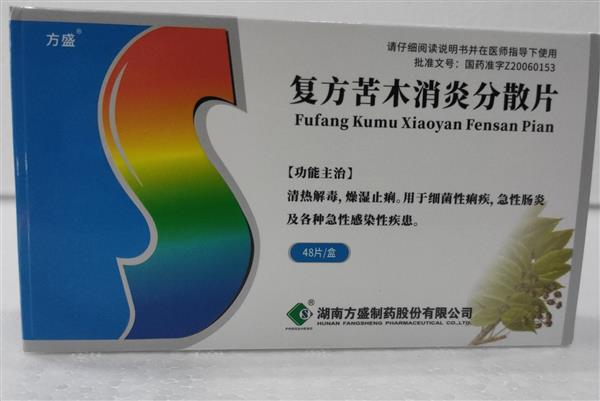 方盛®
请仔细阅读说明书并在医师指导下使用
批准文号：国药准字Z20060153
复方苦木消炎分散片
Fufang Kumu Xiaoyan Fensan Pian
【功能主治】
清热解毒，燥湿止痢。用于细菌性痢疾，急性肠炎
及各种急性感染性疾患。
48片/盒
®
FANGSHENG
湖南方盛制药股份有限公司
HUNAN FANGSHENG PHARMACEUTICAL CO.,LTD.